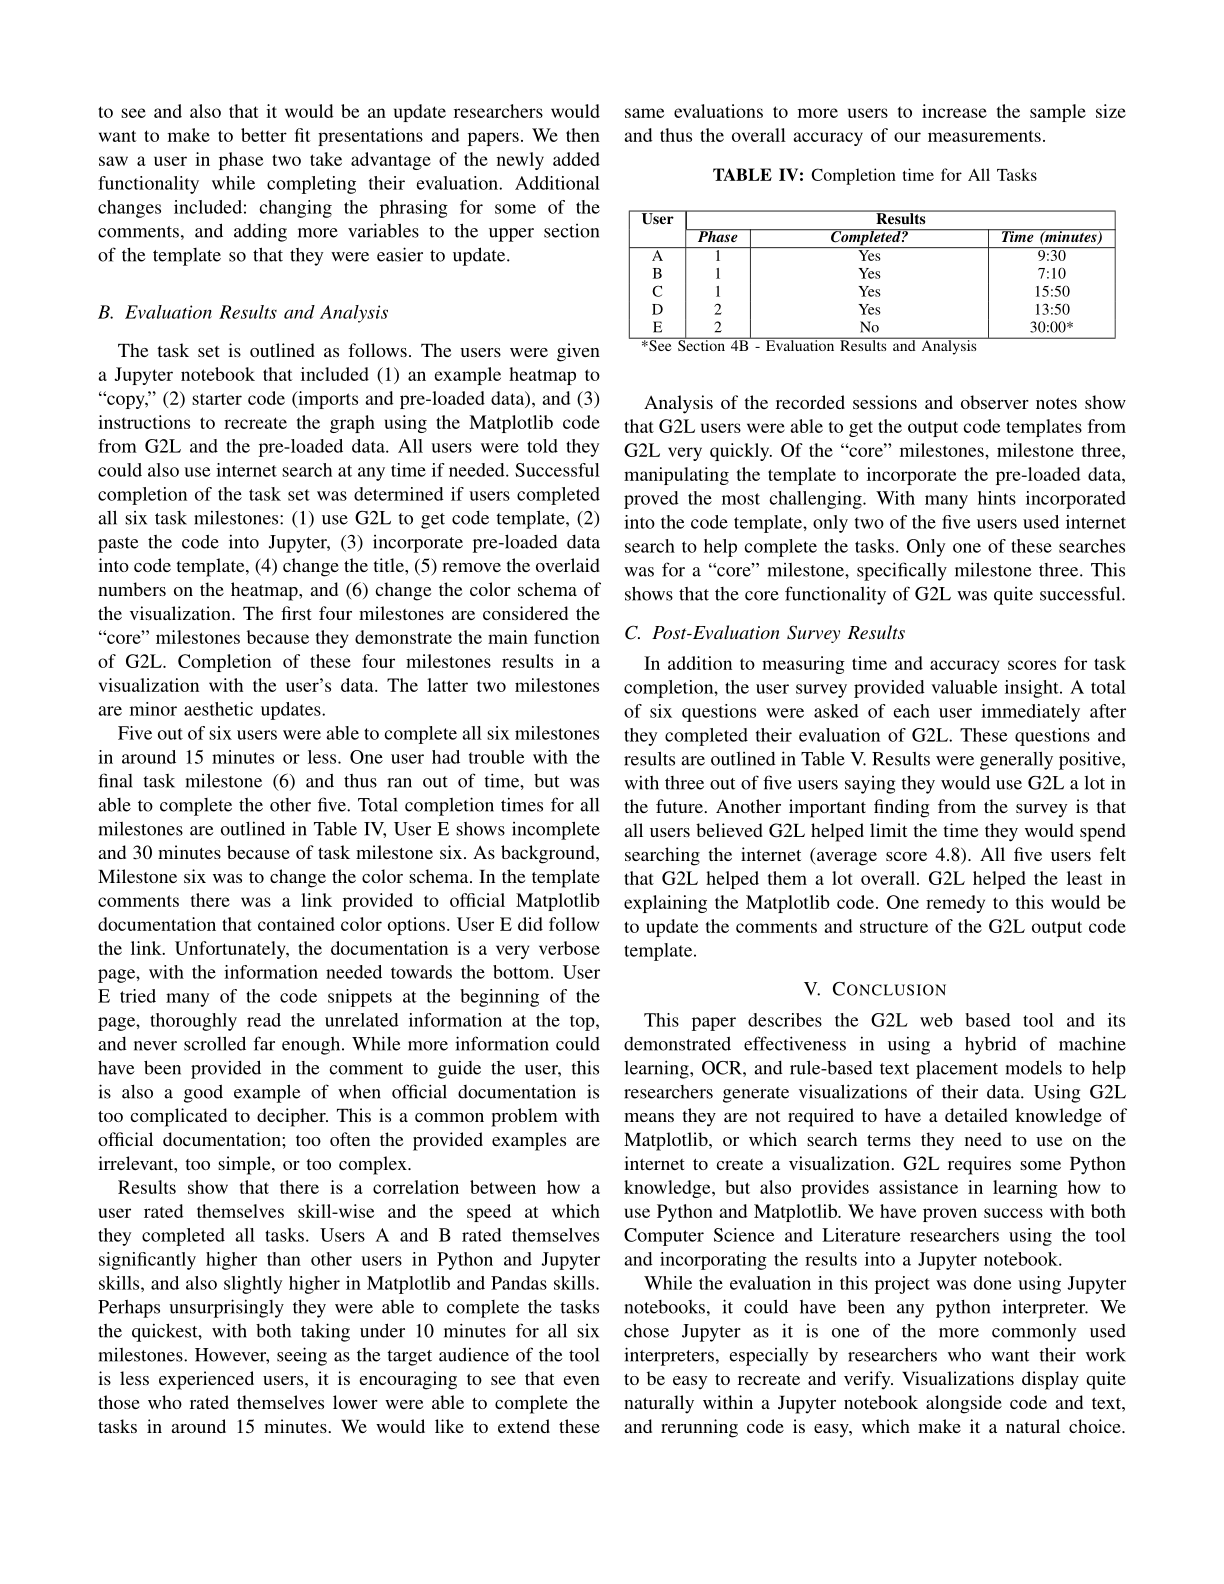 to see and also that it would be an update researchers would
want to make to better fit presentations and papers. We then
saw a user in phase two take advantage of the newly added
functionality while completing their evaluation. Additional
changes included: changing the phrasing for some of the
comments, and adding more variables to the upper section
of the template so that they were easier to update.
B. Evaluation Results and Analysis
The task set is outlined as follows. The users were given
a Jupyter notebook that included (1) an example heatmap to
“copy,” (2) starter code (imports and pre-loaded data), and (3)
instructions to recreate the graph using the Matplotlib code
from G2L and the pre-loaded data. All users were told they
could also use internet search at any time if needed. Successful
completion of the task set was determined if users completed
all six task milestones: (1) use G2L to get code template, (2)
paste the code into Jupyter, (3) incorporate pre-loaded data
into code template, (4) change the title, (5) remove the overlaid
numbers on the heatmap, and (6) change the color schema of
the visualization. The first four milestones are considered the
“core” milestones because they demonstrate the main function
of G2L. Completion of these four milestones results in a
visualization with the user’s data. The latter two milestones
are minor aesthetic updates.
Five out of six users were able to complete all six milestones
in around 15 minutes or less. One user had trouble with the
final task milestone (6) and thus ran out of time, but was
able to complete the other five. Total completion times for all
milestones are outlined in Table IV, User E shows incomplete
and 30 minutes because of task milestone six. As background,
Milestone six was to change the color schema. In the template
comments there was a link provided to official Matplotlib
documentation that contained color options. User E did follow
the link. Unfortunately, the documentation is a very verbose
page, with the information needed towards the bottom. User
E tried many of the code snippets at the beginning of the
page, thoroughly read the unrelated information at the top,
and never scrolled far enough. While more information could
have been provided in the comment to guide the user, this
is also a good example of when official documentation is
too complicated to decipher. This is a common problem with
official documentation; too often the provided examples are
irrelevant, too simple, or too complex.
Results show that there is a correlation between how a
user rated themselves skill-wise and the speed at which
they completed all tasks. Users A and B rated themselves
significantly higher than other users in Python and Jupyter
skills, and also slightly higher in Matplotlib and Pandas skills.
Perhaps unsurprisingly they were able to complete the tasks
the quickest, with both taking under 10 minutes for all six
milestones. However, seeing as the target audience of the tool
is less experienced users, it is encouraging to see that even
those who rated themselves lower were able to complete the
tasks in around 15 minutes. We would like to extend these
same evaluations to more users to increase the sample size
and thus the overall accuracy of our measurements.
TABLE IV: Completion time for All Tasks
User Results
Phase Completed? Time (minutes)
A 1 Yes 9:30
B 1 Yes 7:10
C 1 Yes 15:50
D 2 Yes 13:50
E 2 No 30:00*
*See Section 4B - Evaluation Results and Analysis
Analysis of the recorded sessions and observer notes show
that G2L users were able to get the output code templates from
G2L very quickly. Of the “core” milestones, milestone three,
manipulating the template to incorporate the pre-loaded data,
proved the most challenging. With many hints incorporated
into the code template, only two of the five users used internet
search to help complete the tasks. Only one of these searches
was for a “core” milestone, specifically milestone three. This
shows that the core functionality of G2L was quite successful.
C. Post-Evaluation Survey Results
In addition to measuring time and accuracy scores for task
completion, the user survey provided valuable insight. A total
of six questions were asked of each user immediately after
they completed their evaluation of G2L. These questions and
results are outlined in Table V. Results were generally positive,
with three out of five users saying they would use G2L a lot in
the future. Another important finding from the survey is that
all users believed G2L helped limit the time they would spend
searching the internet (average score 4.8). All five users felt
that G2L helped them a lot overall. G2L helped the least in
explaining the Matplotlib code. One remedy to this would be
to update the comments and structure of the G2L output code
template.
V. CONCLUSION
This paper describes the G2L web based tool and its
demonstrated effectiveness in using a hybrid of machine
learning, OCR, and rule-based text placement models to help
researchers generate visualizations of their data. Using G2L
means they are not required to have a detailed knowledge of
Matplotlib, or which search terms they need to use on the
internet to create a visualization. G2L requires some Python
knowledge, but also provides assistance in learning how to
use Python and Matplotlib. We have proven success with both
Computer Science and Literature researchers using the tool
and incorporating the results into a Jupyter notebook.
While the evaluation in this project was done using Jupyter
notebooks, it could have been any python interpreter. We
chose Jupyter as it is one of the more commonly used
interpreters, especially by researchers who want their work
to be easy to recreate and verify. Visualizations display quite
naturally within a Jupyter notebook alongside code and text,
and rerunning code is easy, which make it a natural choice.